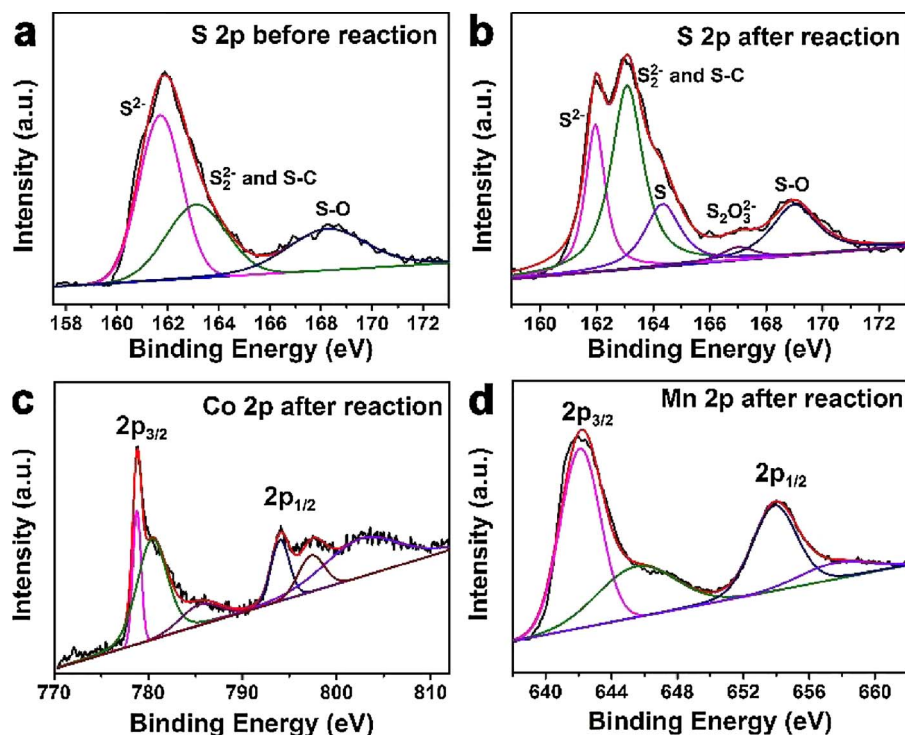 a
S 2p before reaction
S²⁻
S₂²⁻ and S-C
S-O
Intensity (a.u.)
158 160 162 164 166 168 170 172
Binding Energy (eV)
b
S 2p after reaction
S²⁻
S₂²⁻ and S-C
S
S₂O₃²⁻
S-O
Intensity (a.u.)
160 162 164 166 168 170 172
Binding Energy (eV)
c
Co 2p after reaction
2p₃/₂
2p₁/₂
Intensity (a.u.)
770 780 790 800 810
Binding Energy (eV)
d
Mn 2p after reaction
2p₃/₂
2p₁/₂
Intensity (a.u.)
640 644 648 652 656 660
Binding Energy (eV)